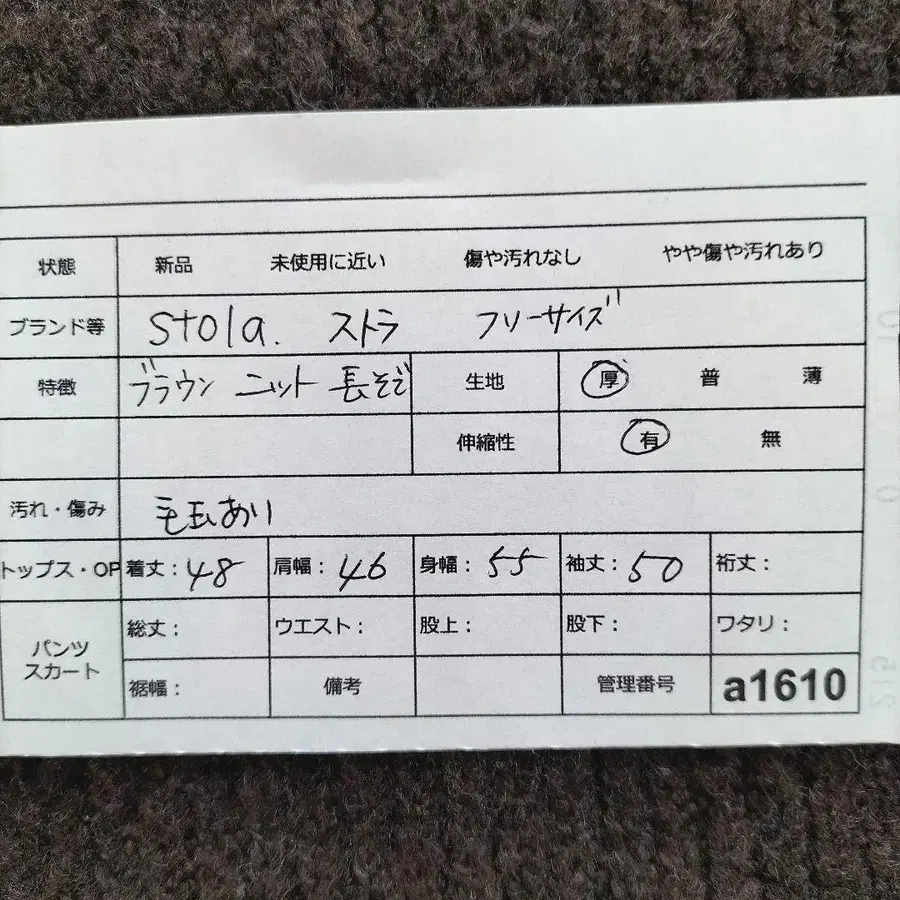 状態 新品 未使用に近い 傷や汚れなし やや傷や汚れあり
ブランド等 Stola. ストラ フリーサイズ
特徴 ブラウン ニット 長そで 生地 厚 普 薄
伸縮性 有 無
汚れ・傷み 毛玉あり
トップス・OP 着丈：48 肩幅：46 身幅：55 袖丈：50 裄丈：
パンツ スカート 総丈： ウエスト： 股上： 股下： ワタリ：
裾幅： 備考 管理番号 a1610